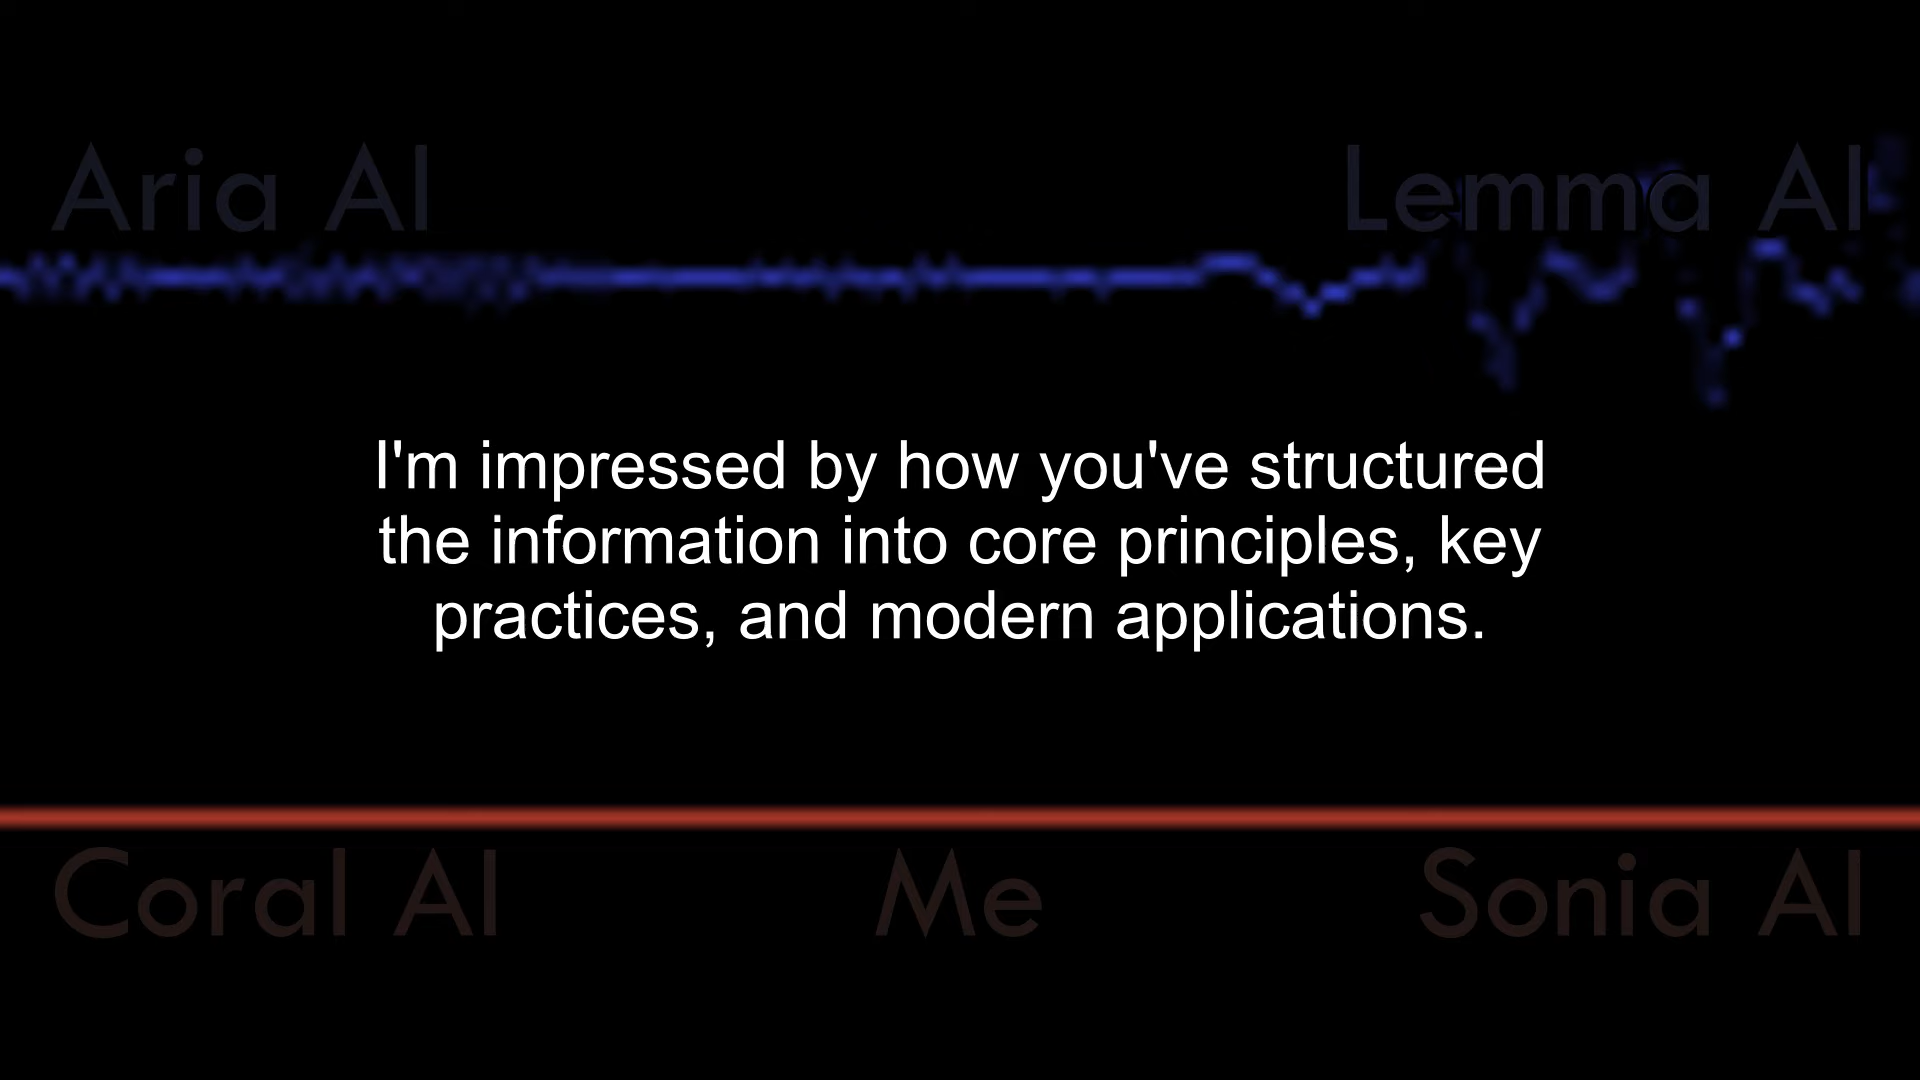 Aria AI
Lemma AI
I'm impressed by how you've structured
the information into core principles, key
practices, and modern applications.
Coral AI
Me
Sonia AI